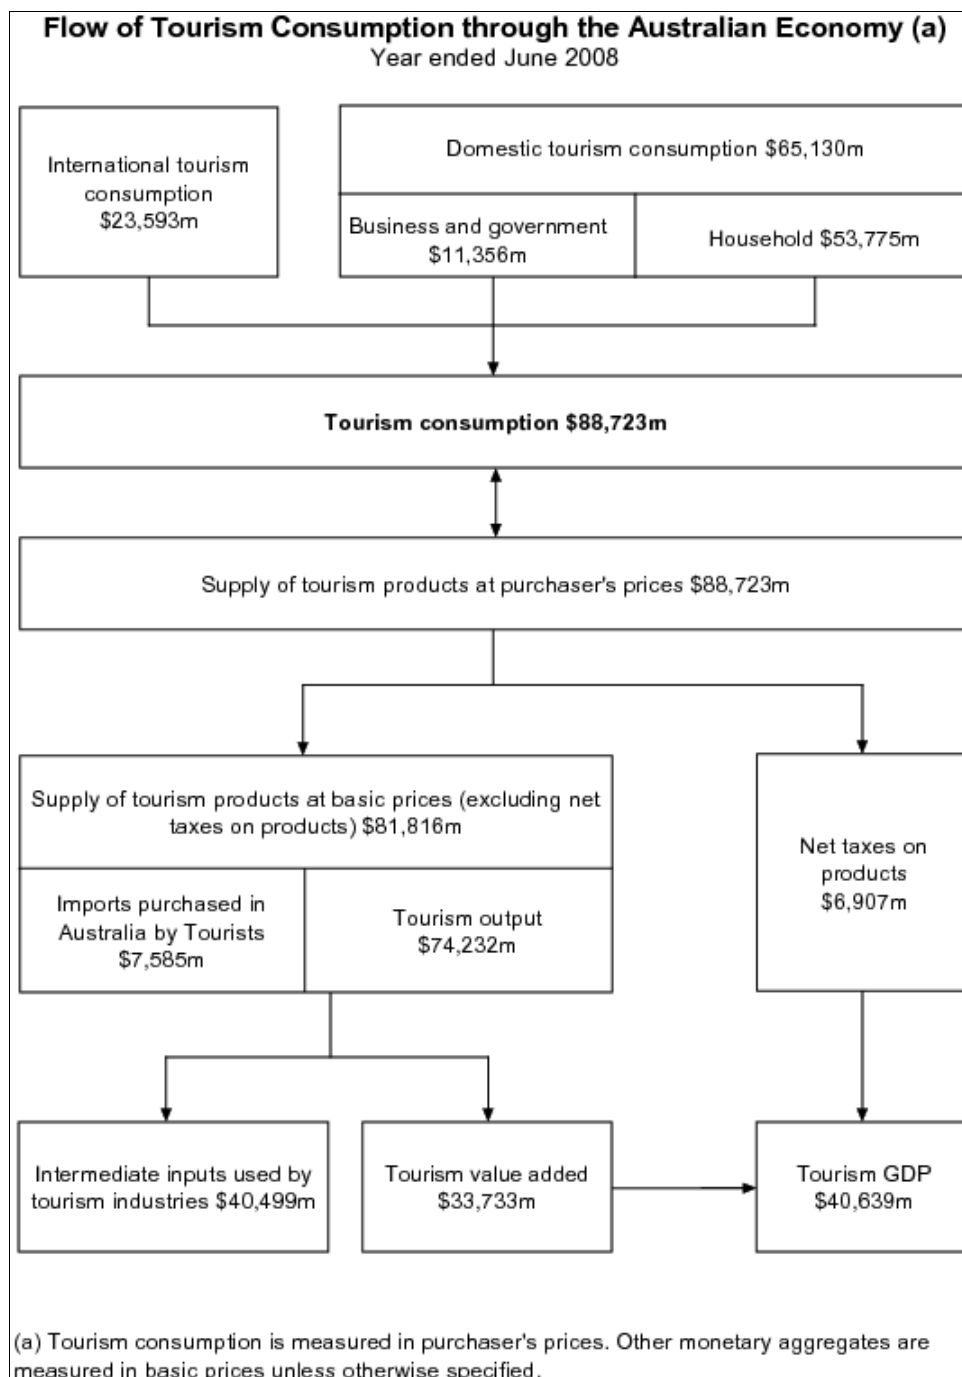 Flow of Tourism Consumption through the Australian Economy (a)
Year ended June 2008
International tourism
consumption
$23,593m
Domestic tourism consumption $65,130m
Business and government
$11,356m
Household $53,775m
Tourism consumption $88,723m
Supply of tourism products at purchaser's prices $88,723m
Supply of tourism products at basic prices (excluding net
taxes on products) $81,816m
Imports purchased in
Australia by Tourists
$7,585m
Tourism output
$74,232m
Net taxes on
products
$6,907m
Intermediate inputs used by
tourism industries $40,499m
Tourism value added
$33,733m
Tourism GDP
$40,639m
(a) Tourism consumption is measured in purchaser's prices. Other monetary aggregates are
measured in basic prices unless otherwise specified.